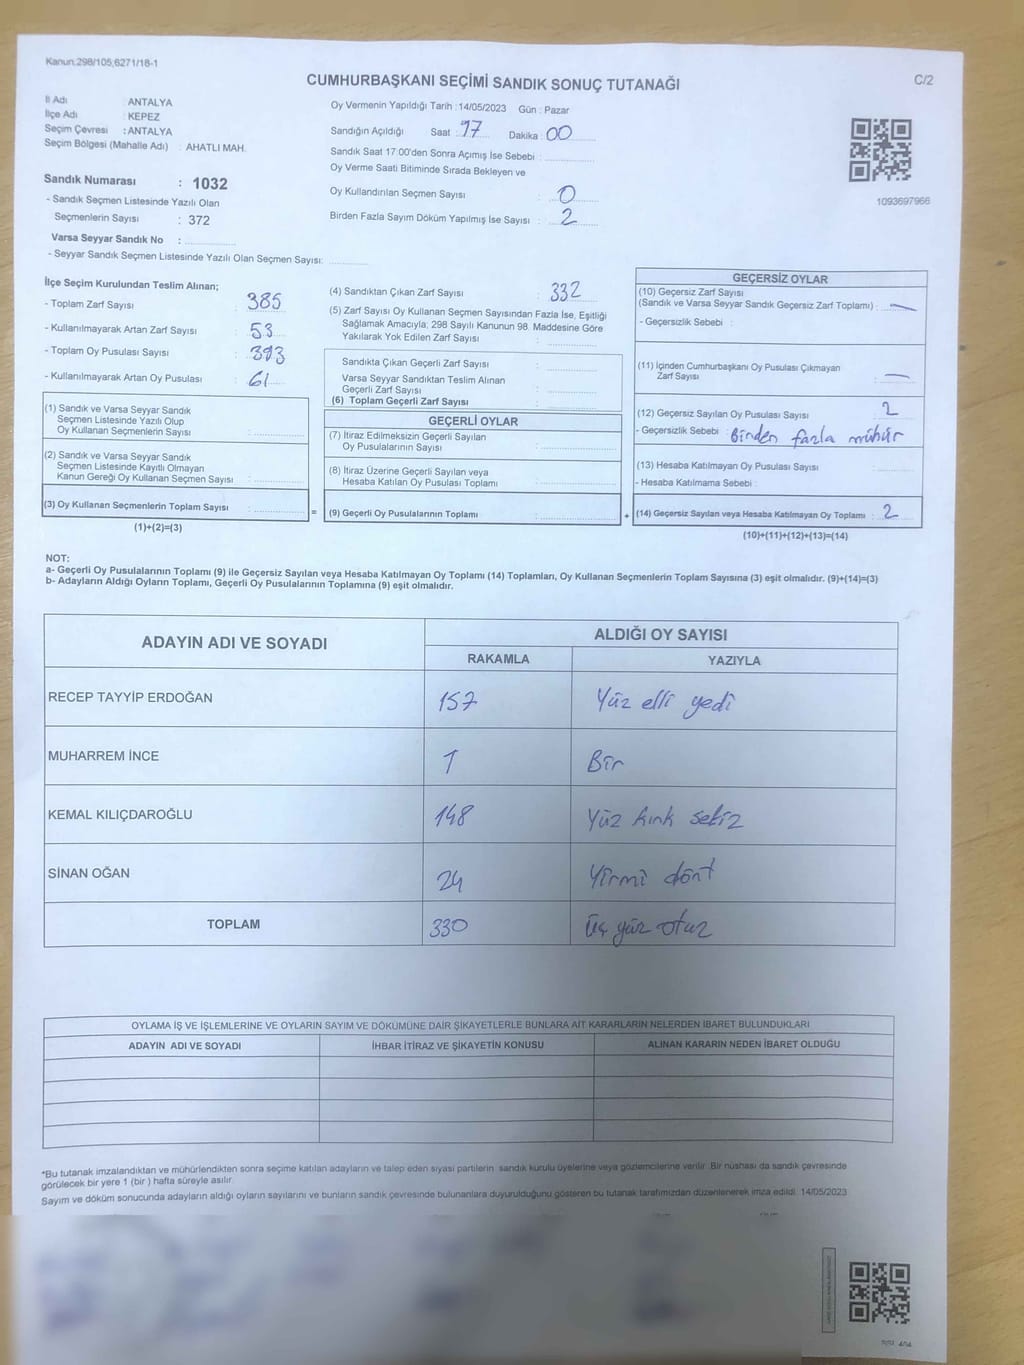 Kanun.298/105;6271/18-1
CUMHURBAŞKANI SEÇİMİ SANDIK SONUÇ TUTANAĞI
C/2
İl Adı ANTALYA
İlçe Adı : KEPEZ
Seçim Çevresi : ANTALYA
Seçim Bölgesi (Mahalle Adı) : AHATLI MAH.
Sandık Numarası : 1032
- Sandık Seçmen Listesinde Yazılı Olan
Seçmenlerin Sayısı : 372
Varsa Seyyar Sandık No :
- Seyyar Sandık Seçmen Listesinde Yazılı Olan Seçmen Sayısı:
Oy Vermenin Yapıldığı Tarih : 14/05/2023 Gün : Pazar
Sandığın Açıldığı Saat : 17 Dakika : 00
Sandık Saat 17:00'den Sonra Açımış İse Sebebi :
Oy Verme Saati Bitiminde Sırada Bekleyen ve
Oy Kullandırılan Seçmen Sayısı : 0
Birden Fazla Sayım Döküm Yapılmış İse Sayısı : 2
1093697966
İlçe Seçim Kurulundan Teslim Alınan;
- Toplam Zarf Sayısı : 385
- Kullanılmayarak Artan Zarf Sayısı : 53
- Toplam Oy Pusulası Sayısı : 393
- Kullanılmayarak Artan Oy Pusulası : 61
(1) Sandık ve Varsa Seyyar Sandık
Seçmen Listesinde Yazılı Olup
Oy Kullanan Seçmenlerin Sayısı :
(2) Sandık ve Varsa Seyyar Sandık
Seçmen Listesinde Kayıtlı Olmayan
Kanun Gereği Oy Kullanan Seçmen Sayısı :
(3) Oy Kullanan Seçmenlerin Toplam Sayısı :
(1)+(2)=(3)
(4) Sandıktan Çıkan Zarf Sayısı : 332
(5) Zarf Sayısı Oy Kullanan Seçmen Sayısından Fazla İse, Eşitliği
Sağlamak Amacıyla; 298 Sayılı Kanunun 98. Maddesine Göre
Yakılarak Yok Edilen Zarf Sayısı :
Sandıkta Çıkan Geçerli Zarf Sayısı :
Varsa Seyyar Sandıktan Teslim Alınan
Geçerli Zarf Sayısı :
(6) Toplam Geçerli Zarf Sayısı :
GEÇERLİ OYLAR
(7) İtiraz Edilmeksizin Geçerli Sayılan
Oy Pusulalarının Sayısı :
(8) İtiraz Üzerine Geçerli Sayılan veya
Hesaba Katılan Oy Pusulası Toplamı :
= (9) Geçerli Oy Pusulalarının Toplamı : +
GEÇERSİZ OYLAR
(10) Geçersiz Zarf Sayısı
(Sandık ve Varsa Seyyar Sandık Geçersiz Zarf Toplamı) : —
- Geçersizlik Sebebi :
(11) İçinden Cumhurbaşkanı Oy Pusulası Çıkmayan
Zarf Sayısı : —
(12) Geçersiz Sayılan Oy Pusulası Sayısı 2
- Geçersizlik Sebebi : Birden fazla mühür
(13) Hesaba Katılmayan Oy Pusulası Sayısı :
- Hesaba Katılmama Sebebi :
(14) Geçersiz Sayılan veya Hesaba Katılmayan Oy Toplamı : 2
(10)+(11)+(12)+(13)=(14)
NOT:
a- Geçerli Oy Pusulalarının Toplamı (9) ile Geçersiz Sayılan veya Hesaba Katılmayan Oy Toplamı (14) Toplamları, Oy Kullanan Seçmenlerin Toplam Sayısına (3) eşit olmalıdır. (9)+(14)=(3)
b- Adayların Aldığı Oyların Toplamı, Geçerli Oy Pusulalarının Toplamına (9) eşit olmalıdır.
ADAYIN ADI VE SOYADI ALDIĞI OY SAYISI
RAKAMLA YAZIYLA
RECEP TAYYİP ERDOĞAN 157 Yüz elli yedi
MUHARREM İNCE 1 Bir
KEMAL KILIÇDAROĞLU 148 Yüz kırk sekiz
SİNAN OĞAN 24 Yirmi dört
TOPLAM 330 Üç yüz otuz
OYLAMA İŞ VE İŞLEMLERİNE VE OYLARIN SAYIM VE DÖKÜMÜNE DAİR ŞİKAYETLERLE BUNLARA AİT KARARLARIN NELERDEN İBARET BULUNDUKLARI
ADAYIN ADI VE SOYADI İHBAR İTİRAZ VE ŞİKAYETİN KONUSU ALINAN KARARIN NEDEN İBARET OLDUĞU
*Bu tutanak imzalandıktan ve mühürlendikten sonra seçime katılan adayların ve talep eden siyasi partilerin sandık kurulu üyelerine veya gözlemcilerine verilir. Bir nüshası da sandık çevresinde
görülecek bir yere 1 (bir ) hafta süreyle asılır.
Sayım ve döküm sonucunda adayların aldığı oyların sayılarını ve bunların sandık çevresinde bulunanlara duyurulduğunu gösteren bu tutanak tarafımızdan düzenlenerek imza edildi. 14/05/2023